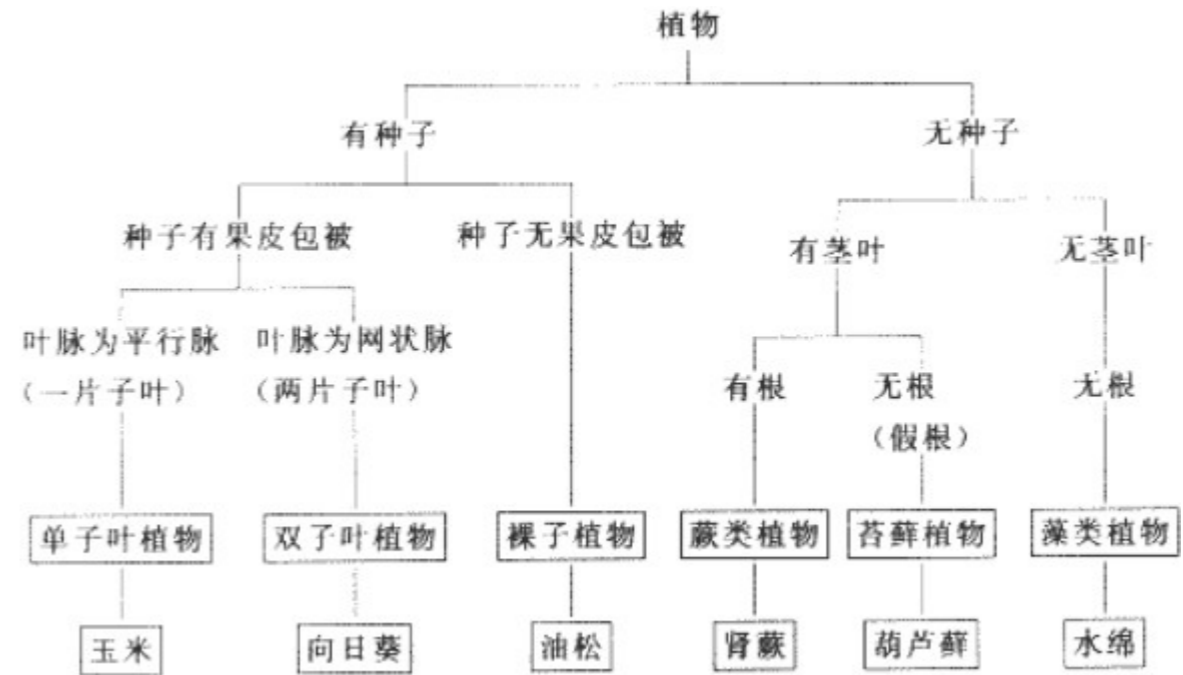 植物
有种子
无种子
种子有果皮包被
种子无果皮包被
有茎叶
无茎叶
叶脉为平行脉
(一片子叶)
叶脉为网状脉
(两片子叶)
有根
无根
(假根)
无根
单子叶植物
双子叶植物
裸子植物
蕨类植物
苔藓植物
藻类植物
玉米
向日葵
油松
肾蕨
葫芦藓
水绵